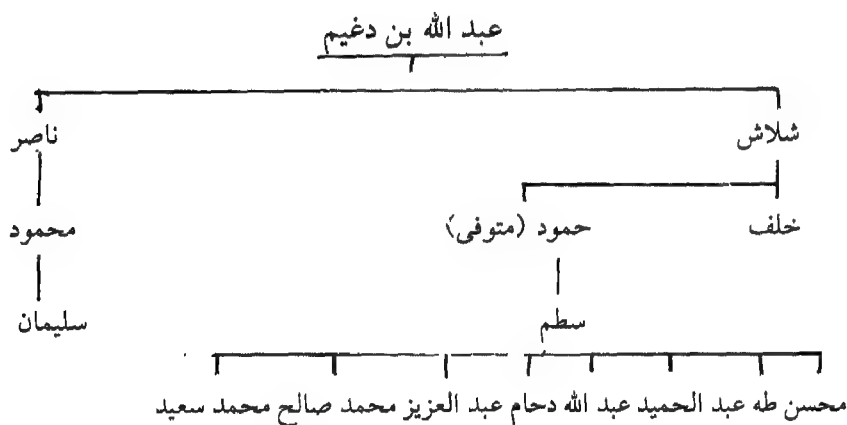 عبد الله بن دغيم
شلاش ناصر
خلف حمود (متوفى) محمود
سطم سليمان
محسن طه عبد الحميد عبد الله دحام عبد العزيز محمد صالح محمد سعيد